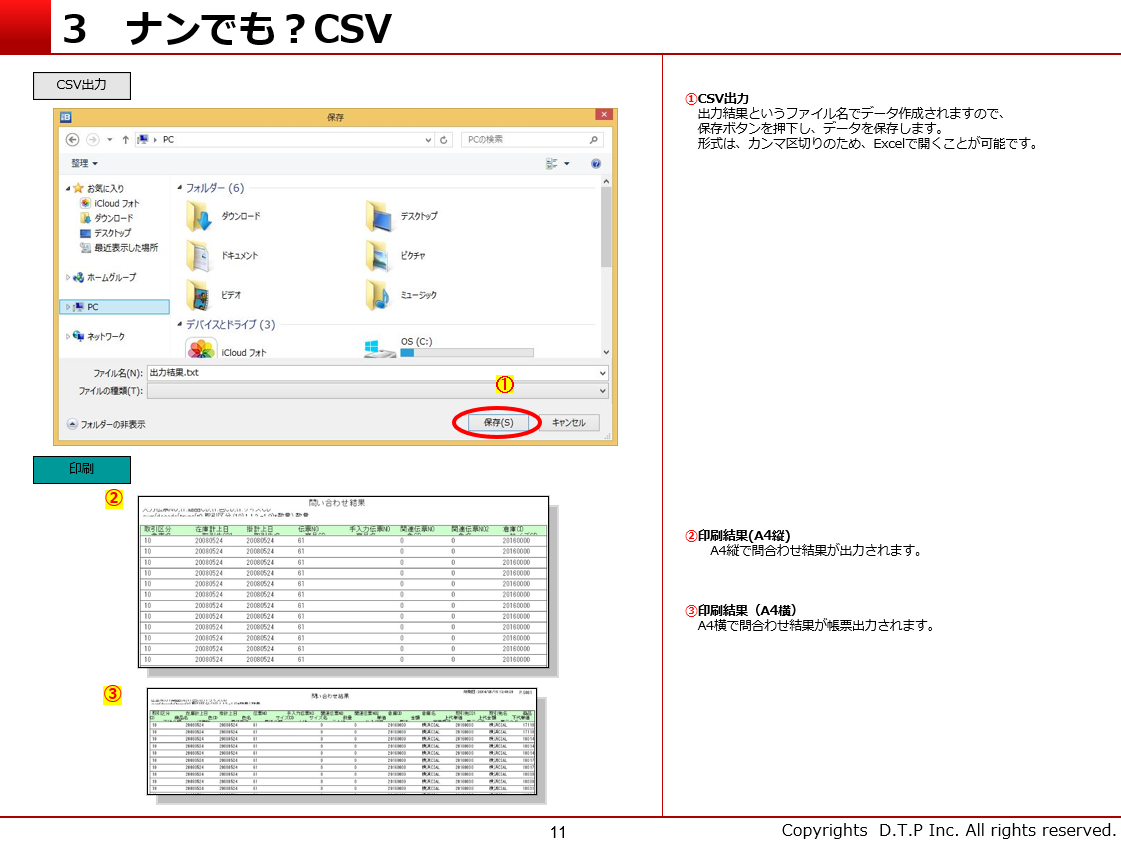 3　ナンでも？CSV
CSV出力
保存
PC
PCの検索
整理
お気に入り
iCloud フォト
ダウンロード
デスクトップ
最近表示した場所
ホームグループ
PC
ネットワーク
フォルダー (6)
ダウンロード
デスクトップ
ドキュメント
ピクチャ
ビデオ
ミュージック
デバイスとドライブ (3)
iCloud フォト
OS (C:)
ファイル名(N):
出力結果.txt
ファイルの種類(T):
①
フォルダーの非表示
保存(S)
キャンセル
①CSV出力
出力結果というファイル名でデータ作成されますので、
保存ボタンを押下し、データを保存します。
形式は、カンマ区切りのため、Excelで開くことが可能です。
印刷
②
問い合わせ結果
取引区分 在庫計上日 掛計上日 伝票NO 手入力伝票NO 関連伝票NO 関連伝票NO2 倉庫CD
10 20080524 20080524 61 0 0 20160000
10 20080524 20080524 61 0 0 20160000
10 20080524 20080524 61 0 0 20160000
10 20080524 20080524 61 0 0 20160000
10 20080524 20080524 61 0 0 20160000
10 20080524 20080524 61 0 0 20160000
10 20080524 20080524 61 0 0 20160000
10 20080524 20080524 61 0 0 20160000
10 20080524 20080524 61 0 0 20160000
10 20080524 20080524 61 0 0 20160000
10 20080524 20080524 61 0 0 20160000
10 20080524 20080524 61 0 0 20160000
②印刷結果(A4縦)
A4縦で問合わせ結果が出力されます。
③
問い合わせ結果
③印刷結果（A4横）
A4横で問合わせ結果が帳票出力されます。
11
Copyrights D.T.P Inc. All rights reserved.